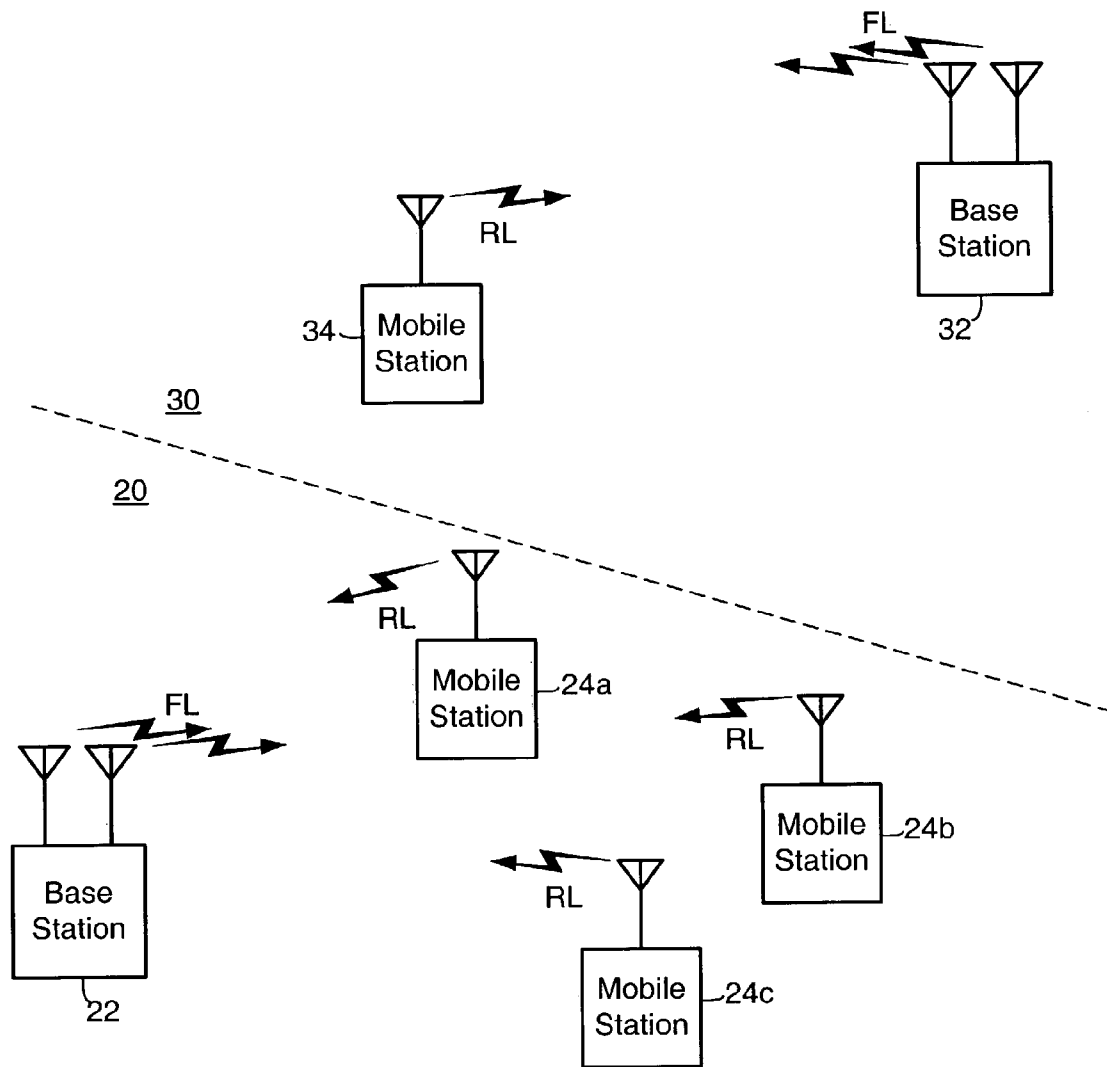 FL
Base
Station
32
RL
34
Mobile
Station
30
20
RL
Mobile
Station
24a
FL
RL
Mobile
Station
24b
Base
Station
22
RL
Mobile
Station
24c